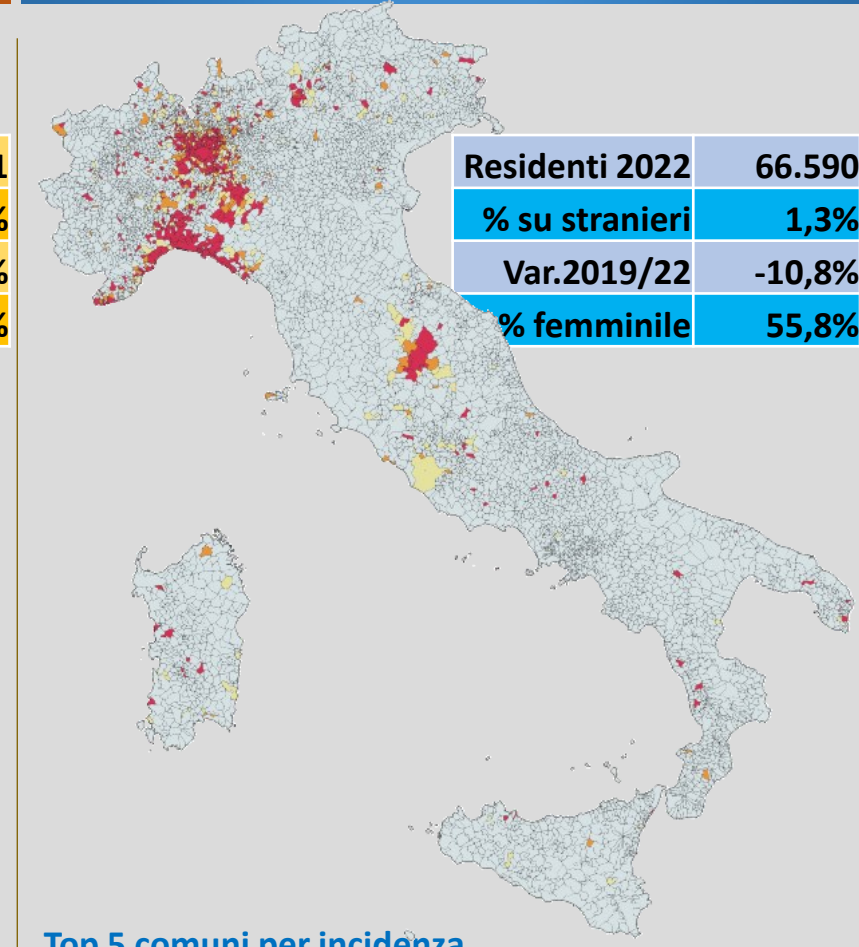 1
%
%
%
Residenti 2022 66.590
% su stranieri 1,3%
Var.2019/22 -10,8%
% femminile 55,8%
Top 5 comuni per incidenza